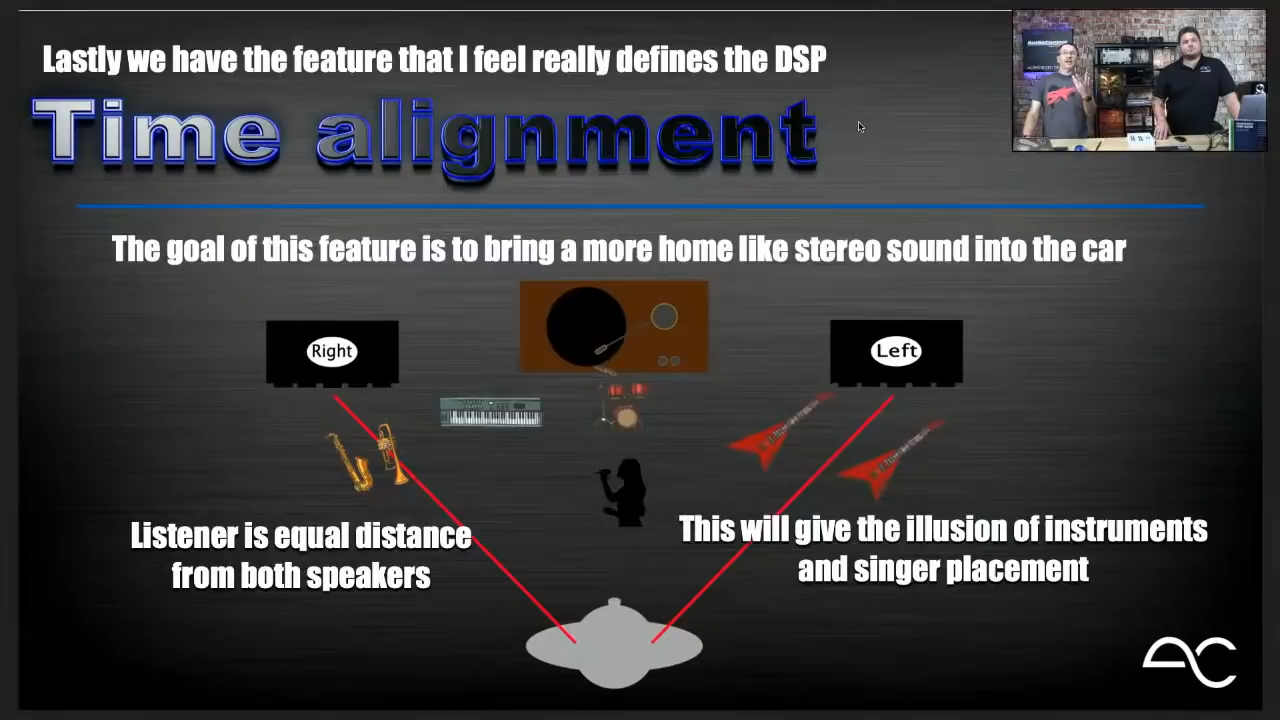 Lastly we have the feature that I feel really defines the DSP
Time alignment
The goal of this feature is to bring a more home like stereo sound into the car
Right
Left
Listener is equal distance
from both speakers
This will give the illusion of instruments
and singer placement
AudioControl